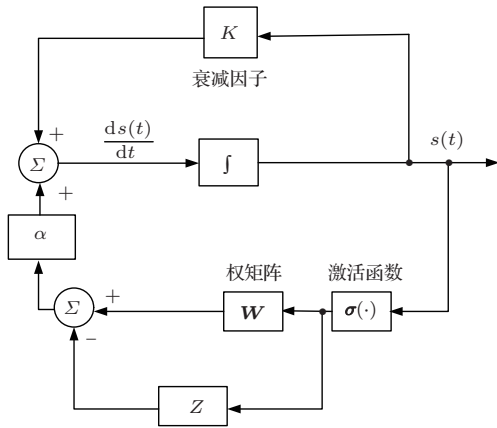 K
衰减因子
+
ds(t)
dt
s(t)
Σ
∫
+
α
权矩阵
激活函数
Σ
+
W
σ(·)
−
Z